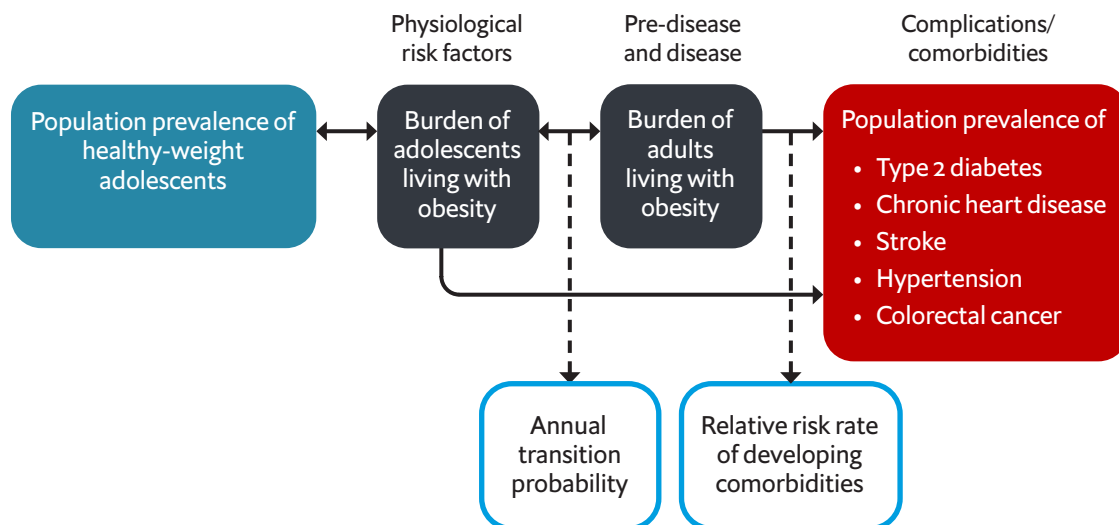 Physiological
risk factors
Pre-disease
and disease
Complications/
comorbidities
Population prevalence of
healthy-weight
adolescents
Burden of
adolescents
living with
obesity
Burden of
adults
living with
obesity
Population prevalence of
• Type 2 diabetes
• Chronic heart disease
• Stroke
• Hypertension
• Colorectal cancer
Annual
transition
probability
Relative risk rate
of developing
comorbidities